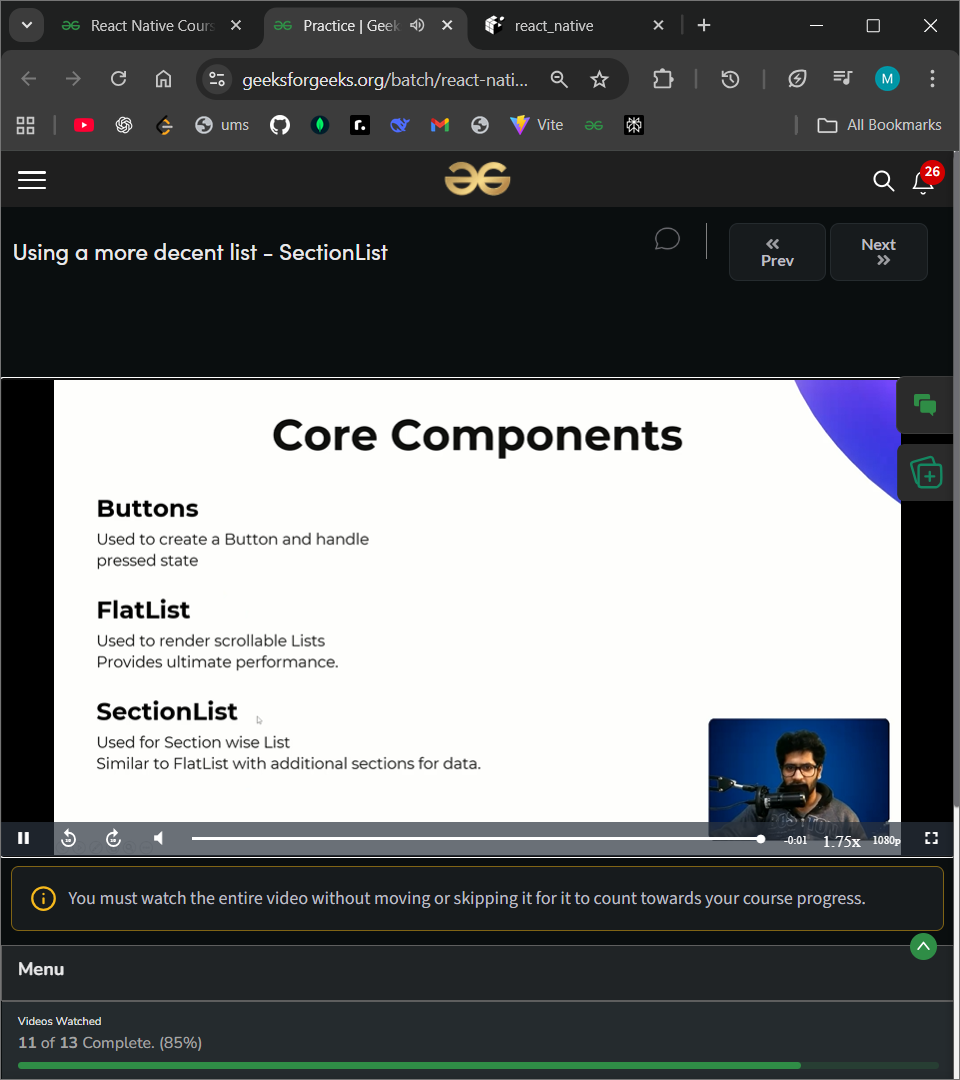 React Native Cours
Practice | Geek
react_native
geeksforgeeks.org/batch/react-nati...
M
ums
Vite
All Bookmarks
26
Using a more decent list - SectionList
Prev
Next
Core Components
Buttons
Used to create a Button and handle
pressed state
FlatList
Used to render scrollable Lists
Provides ultimate performance.
SectionList
Used for Section wise List
Similar to FlatList with additional sections for data.
-0:01
1.75x
1080p
You must watch the entire video without moving or skipping it for it to count towards your course progress.
Menu
Videos Watched
11 of 13 Complete. (85%)